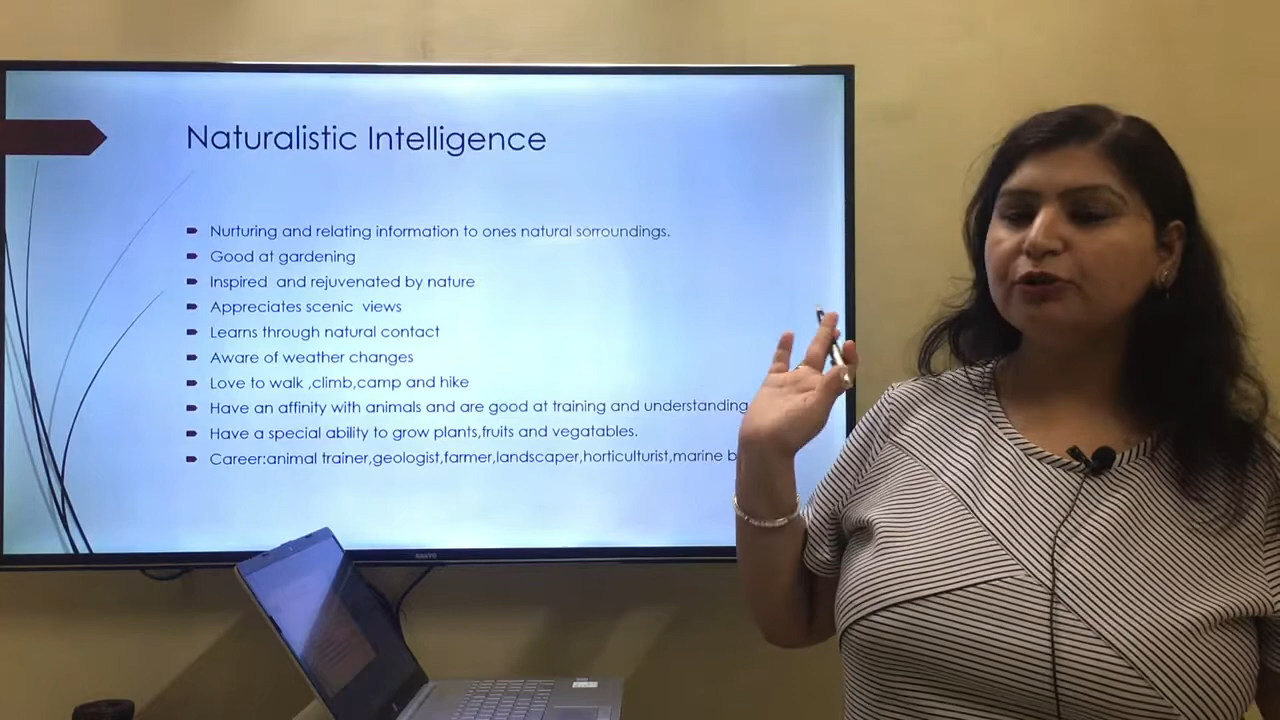 Naturalistic Intelligence
Nurturing and relating information to ones natural sorroundings.
Good at gardening
Inspired and rejuvenated by nature
Appreciates scenic views
Learns through natural contact
Aware of weather changes
Love to walk ,climb,camp and hike
Have an affinity with animals and are good at training and understanding
Have a special ability to grow plants,fruits and vegatables.
Career:animal trainer,geologist,farmer,landscaper,horticulturist,marine b
SANYO